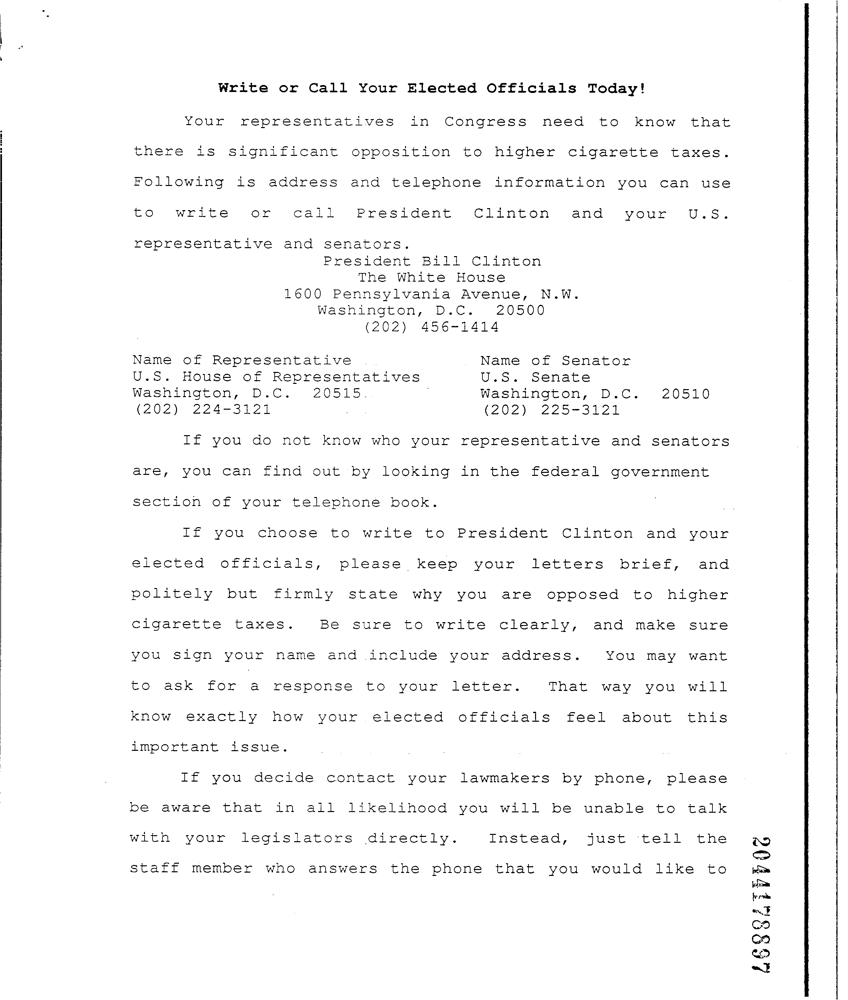 Write or Call Your Elected Officials Today!
Your representatives in Congress need to know that
there is significant opposition to higher cigarette taxes.
Following is address and telephone information you can use
to write or call President Clinton and your U.S.
representative and senators.
President Bill Clinton
The White House
1600 Pennsylvania Avenue, N.W.
Washington, D.C. 20500
(202) 456-1414
Name of Representative
U.S. House of Representatives
Washington, D.C. 20515
(202) 224-3121
Name of Senator
U.S. Senate
Washington, D.C. 20510
(202) 225-3121
If you do not know who your representative and senators
are, you can find out by looking in the federal government
section of your telephone book.
If you choose to write to President Clinton and your
elected officials, please keep your letters brief, and
politely but firmly state why you are opposed to higher
cigarette taxes. Be sure to write clearly, and make sure
you sign your name and include your address. You may want
to ask for a response to your letter. That way you will
know exactly how your elected officials feel about this
important issue.
If you decide contact your lawmakers by phone, please
be aware that in all likelihood you will be unable to talk
with your legislators directly. Instead, just tell the
staff member who answers the phone that you would like to
2044178897